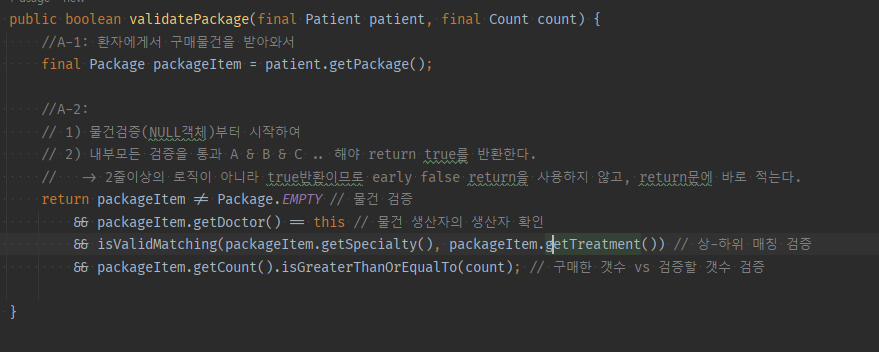 public boolean validatePackage(final Patient patient, final Count count) {
//A-1: 환자에게서 구매물건을 받아와서
final Package packageItem = patient.getPackage();
//A-2:
// 1) 물건검증(NULL객체)부터 시작하여
// 2) 내부모든 검증을 통과 A & B & C .. 해야 return true를 반환한다.
// -> 2줄이상의 로직이 아니라 true반환이므로 early false return을 사용하지 않고, return문에 바로 적는다.
return packageItem != Package.EMPTY // 물건 검증
&& packageItem.getDoctor() == this // 물건 생산자의 생산자 확인
&& isValidMatching(packageItem.getSpecialty(), packageItem.getTreatment()) // 상-하위 매칭 검증
&& packageItem.getCount().isGreaterThanOrEqualTo(count); // 구매한 갯수 vs 검증할 갯수 검증
}